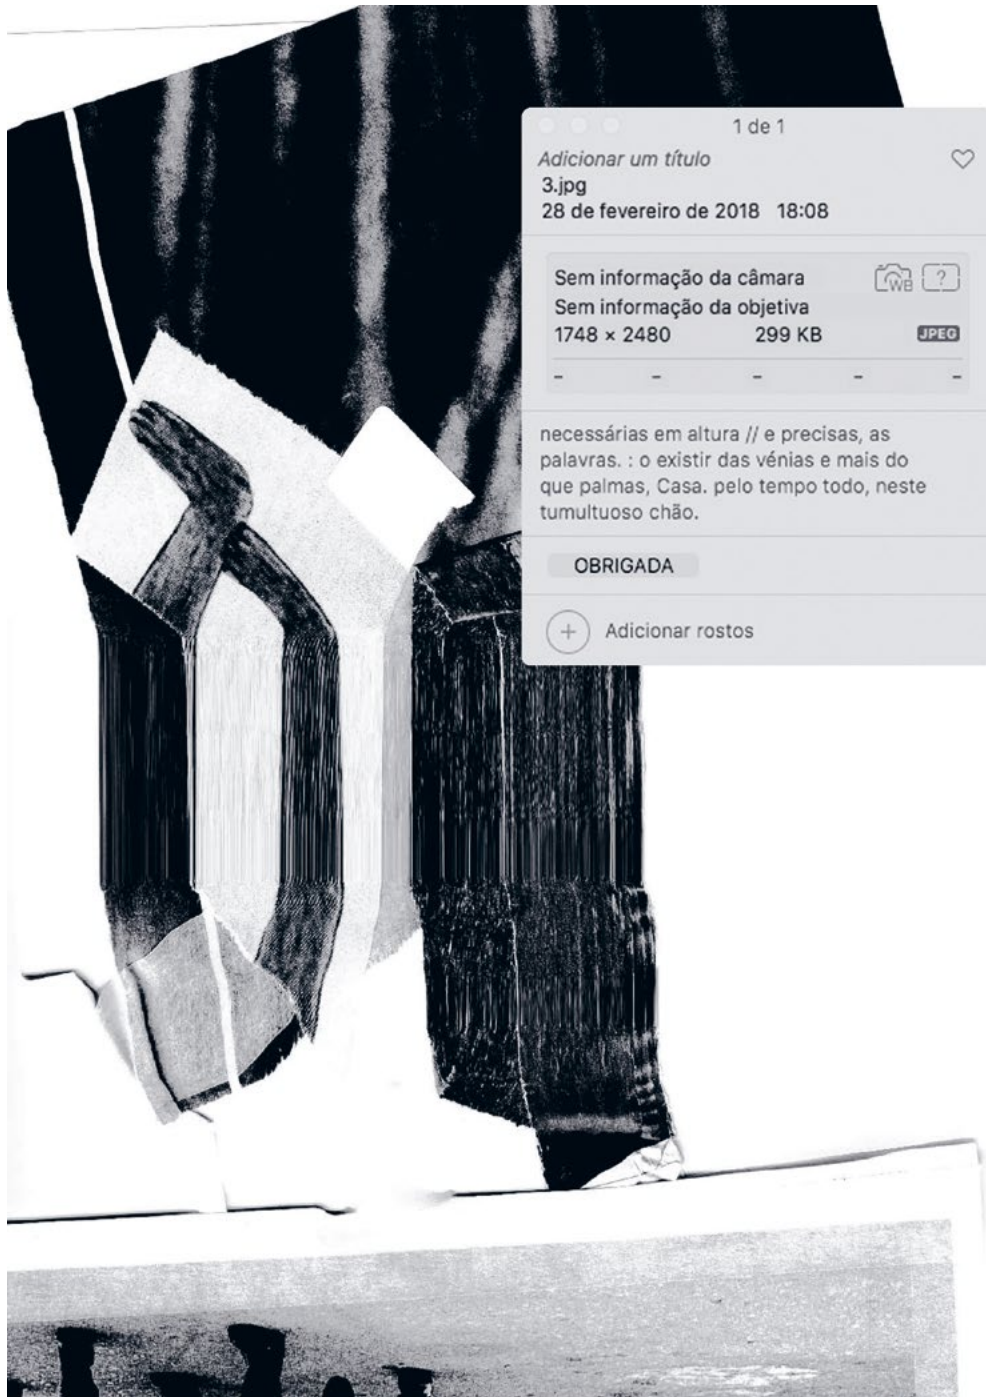 1 de 1
Adicionar um título
3.jpg
28 de fevereiro de 2018 18:08
Sem informação da câmara
WB
?
Sem informação da objetiva
1748 × 2480 299 KB JPEG
– – – – –
necessárias em altura // e precisas, as
palavras. : o existir das vénias e mais do
que palmas, Casa. pelo tempo todo, neste
tumultuoso chão.
OBRIGADA
+ Adicionar rostos